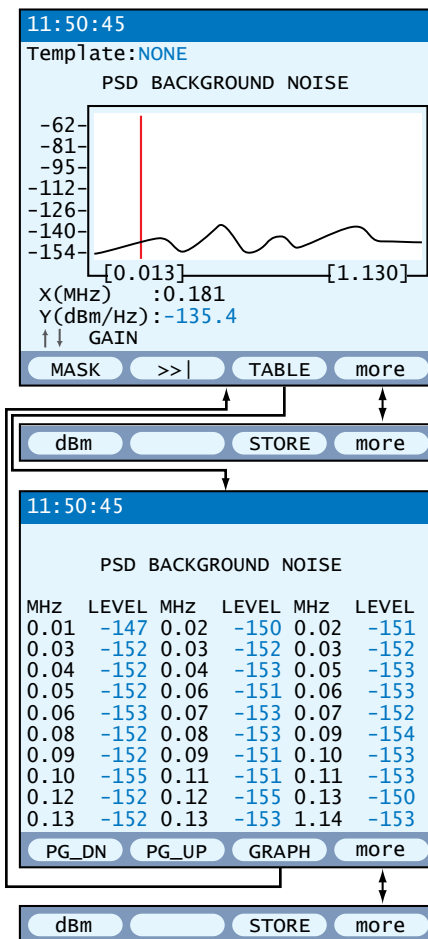 11:50:45
Template:NONE
PSD BACKGROUND NOISE
-62
-81
-95
-112
-126
-140
-154
[0.013] [1.130]
X(MHz) :0.181
Y(dBm/Hz):-135.4
↑↓ GAIN
MASK >>| TABLE more
dBm STORE more
11:50:45
PSD BACKGROUND NOISE
MHz LEVEL MHz LEVEL MHz LEVEL
0.01 -147 0.02 -150 0.02 -151
0.03 -152 0.03 -152 0.03 -152
0.04 -152 0.04 -153 0.05 -153
0.05 -152 0.06 -151 0.06 -153
0.06 -153 0.07 -153 0.07 -152
0.08 -152 0.08 -153 0.09 -154
0.09 -152 0.09 -151 0.10 -153
0.10 -155 0.11 -151 0.11 -153
0.12 -152 0.12 -155 0.13 -150
0.13 -152 0.13 -153 1.14 -153
PG_DN PG_UP GRAPH more
dBm STORE more